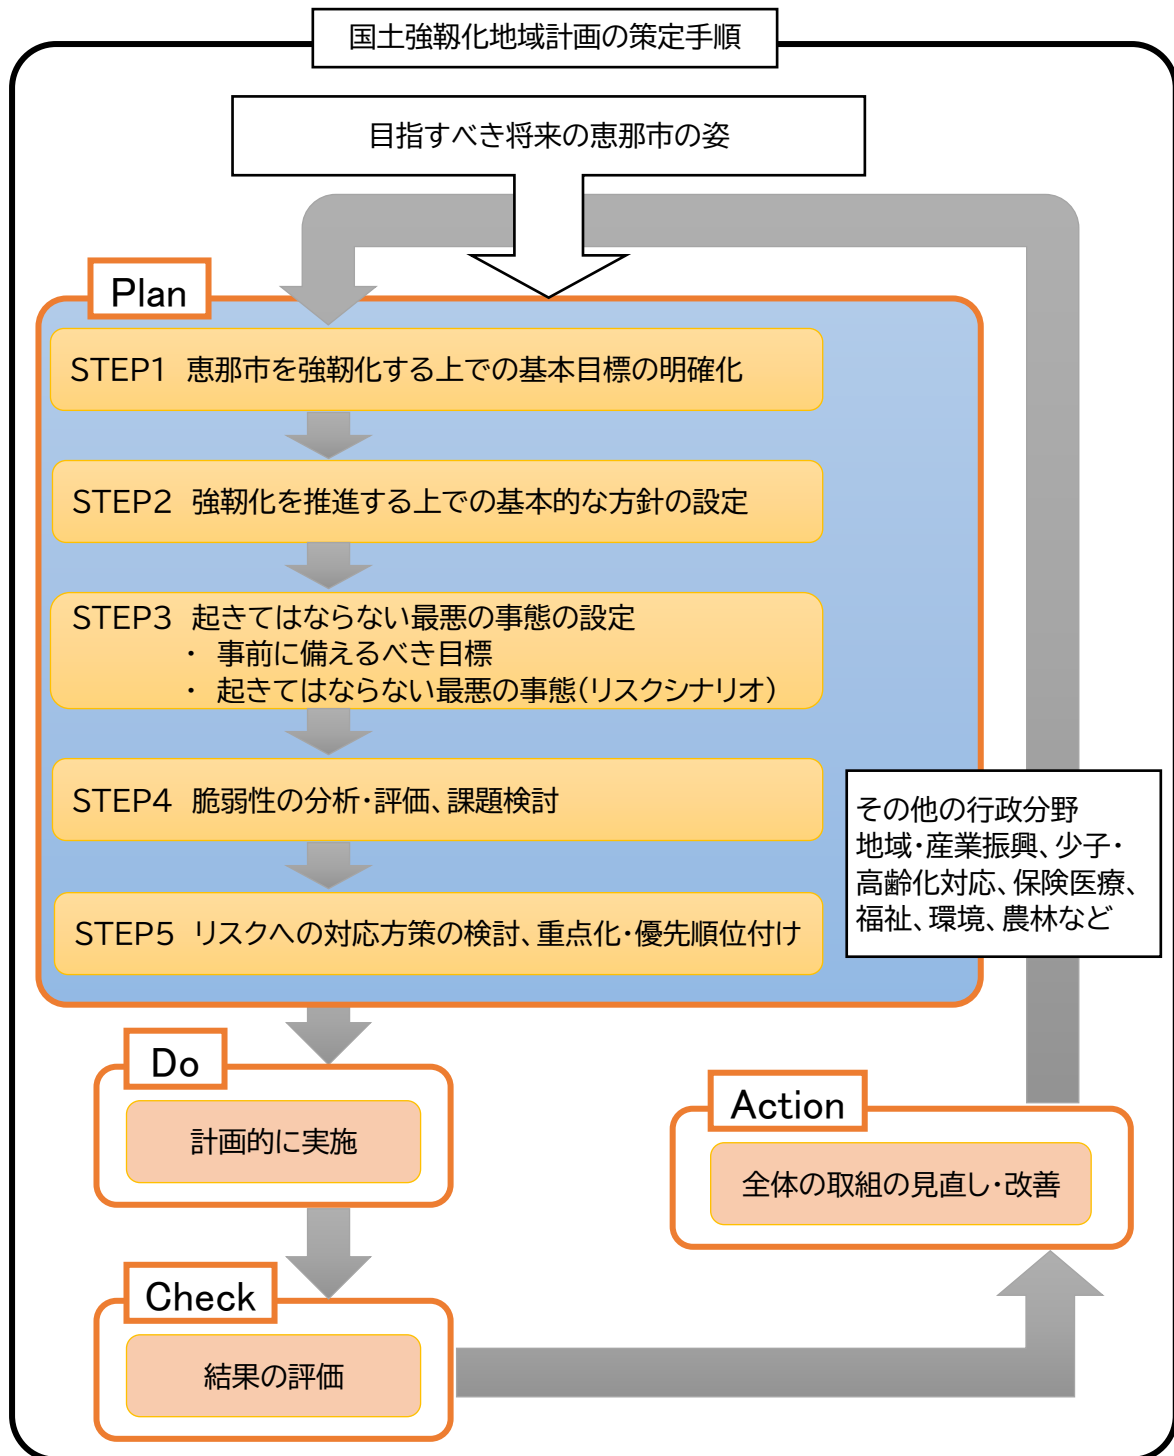 国土強靱化地域計画の策定手順
目指すべき将来の恵那市の姿
Plan
STEP1 恵那市を強靱化する上での基本目標の明確化
STEP2 強靱化を推進する上での基本的な方針の設定
STEP3 起きてはならない最悪の事態の設定
・ 事前に備えるべき目標
・ 起きてはならない最悪の事態(リスクシナリオ)
STEP4 脆弱性の分析・評価、課題検討
STEP5 リスクへの対応方策の検討、重点化・優先順位付け
その他の行政分野
地域・産業振興、少子・
高齢化対応、保険医療、
福祉、環境、農林など
Do
計画的に実施
Action
全体の取組の見直し・改善
Check
結果の評価